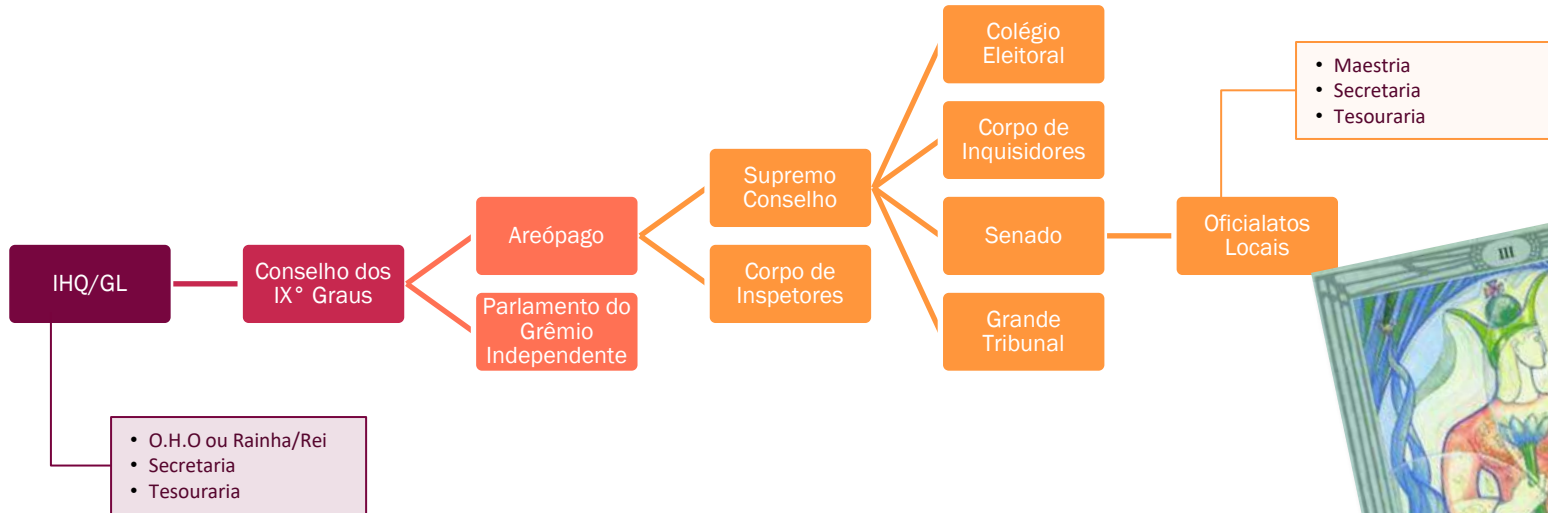 IHQ/GL
• O.H.O ou Rainha/Rei
• Secretaria
• Tesouraria
Conselho dos
IX° Graus
Areópago
Parlamento do
Grêmio
Independente
Supremo
Conselho
Corpo de
Inspetores
Colégio
Eleitoral
Corpo de
Inquisidores
Senado
Grande
Tribunal
Oficialatos
Locais
• Maestria
• Secretaria
• Tesouraria
III